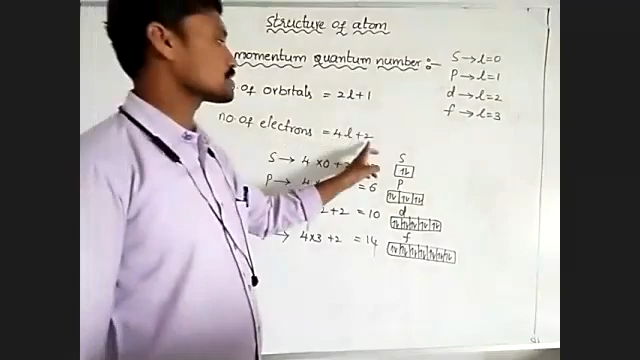 Structure of atom
momentum quantum number :-
S → l=0
P → l=1
d → l=2
f → l=3
of orbitals = 2l+1
no. of electrons = 4l+2
S → 4×0+2
S
P → 4 = 6
P
2+2 = 10
d
→ 4×3+2 = 14
f